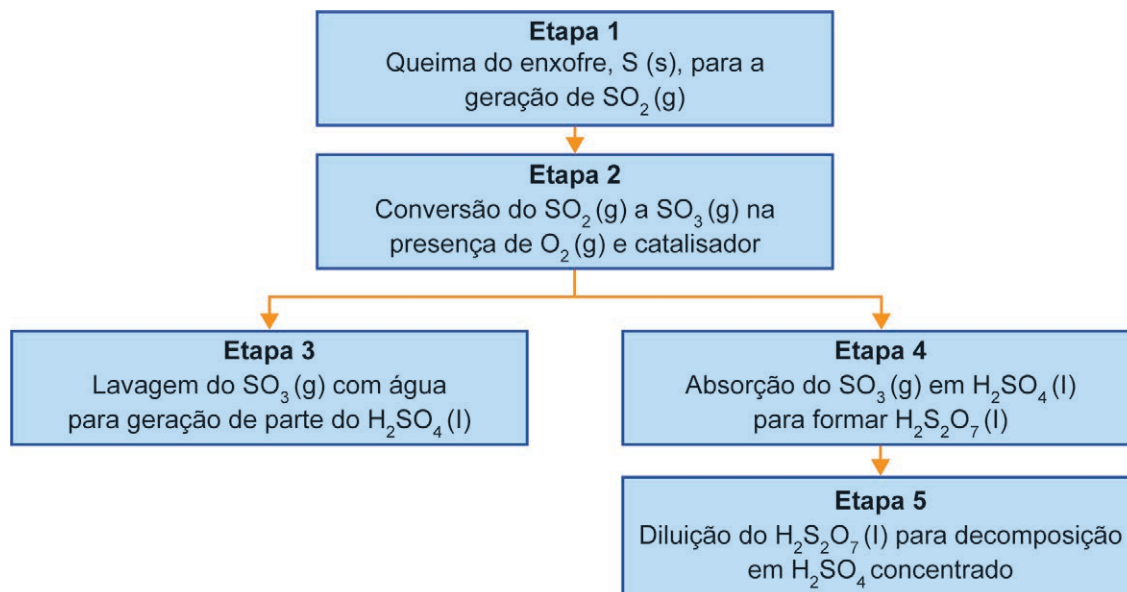 Etapa 1
Queima do enxofre, S (s), para a
geração de SO₂ (g)
Etapa 2
Conversão do SO₂ (g) a SO₃ (g) na
presença de O₂ (g) e catalisador
Etapa 3
Lavagem do SO₃ (g) com água
para geração de parte do H₂SO₄ (l)
Etapa 4
Absorção do SO₃ (g) em H₂SO₄ (l)
para formar H₂S₂O₇ (l)
Etapa 5
Diluição do H₂S₂O₇ (l) para decomposição
em H₂SO₄ concentrado